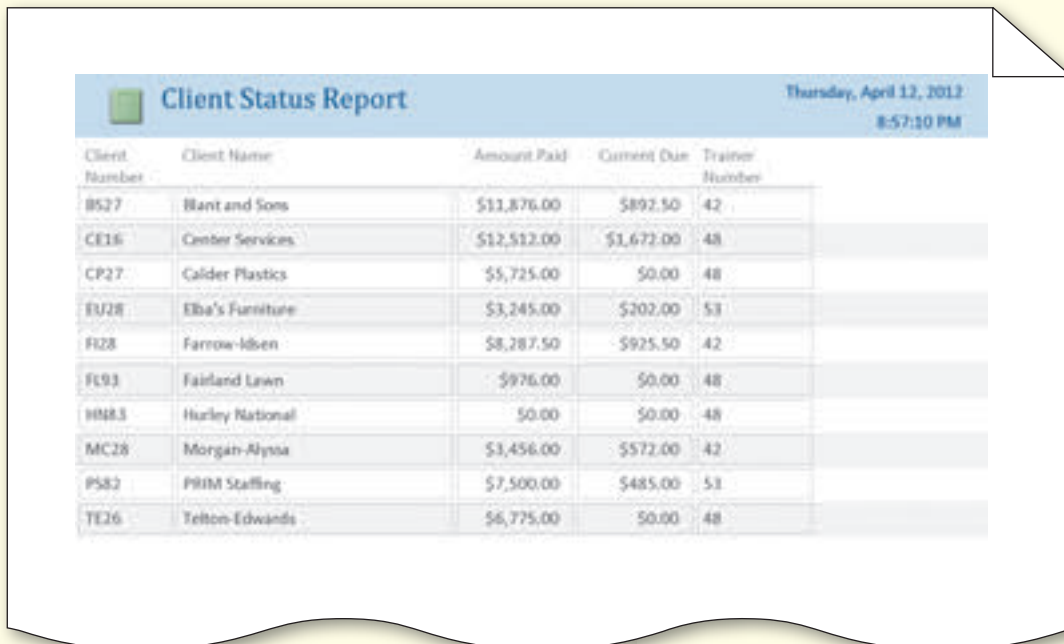 Client Status Report
Thursday, April 12, 2012
8:57:10 PM
Client Number Client Name Amount Paid Current Due Trainer Number
BS27 Blant and Sons $11,876.00 $892.50 42
CE16 Center Services $12,512.00 $1,672.00 48
CP27 Calder Plastics $5,725.00 $0.00 48
EU28 Elba's Furniture $3,245.00 $202.00 53
FI28 Farrow-Idsen $8,287.50 $925.50 42
FL93 Fairland Lawn $976.00 $0.00 48
HN83 Hurley National $0.00 $0.00 48
MC28 Morgan-Alyssa $3,456.00 $572.00 42
PS82 PRIM Staffing $7,500.00 $485.00 53
TE26 Telton-Edwards $6,775.00 $0.00 48